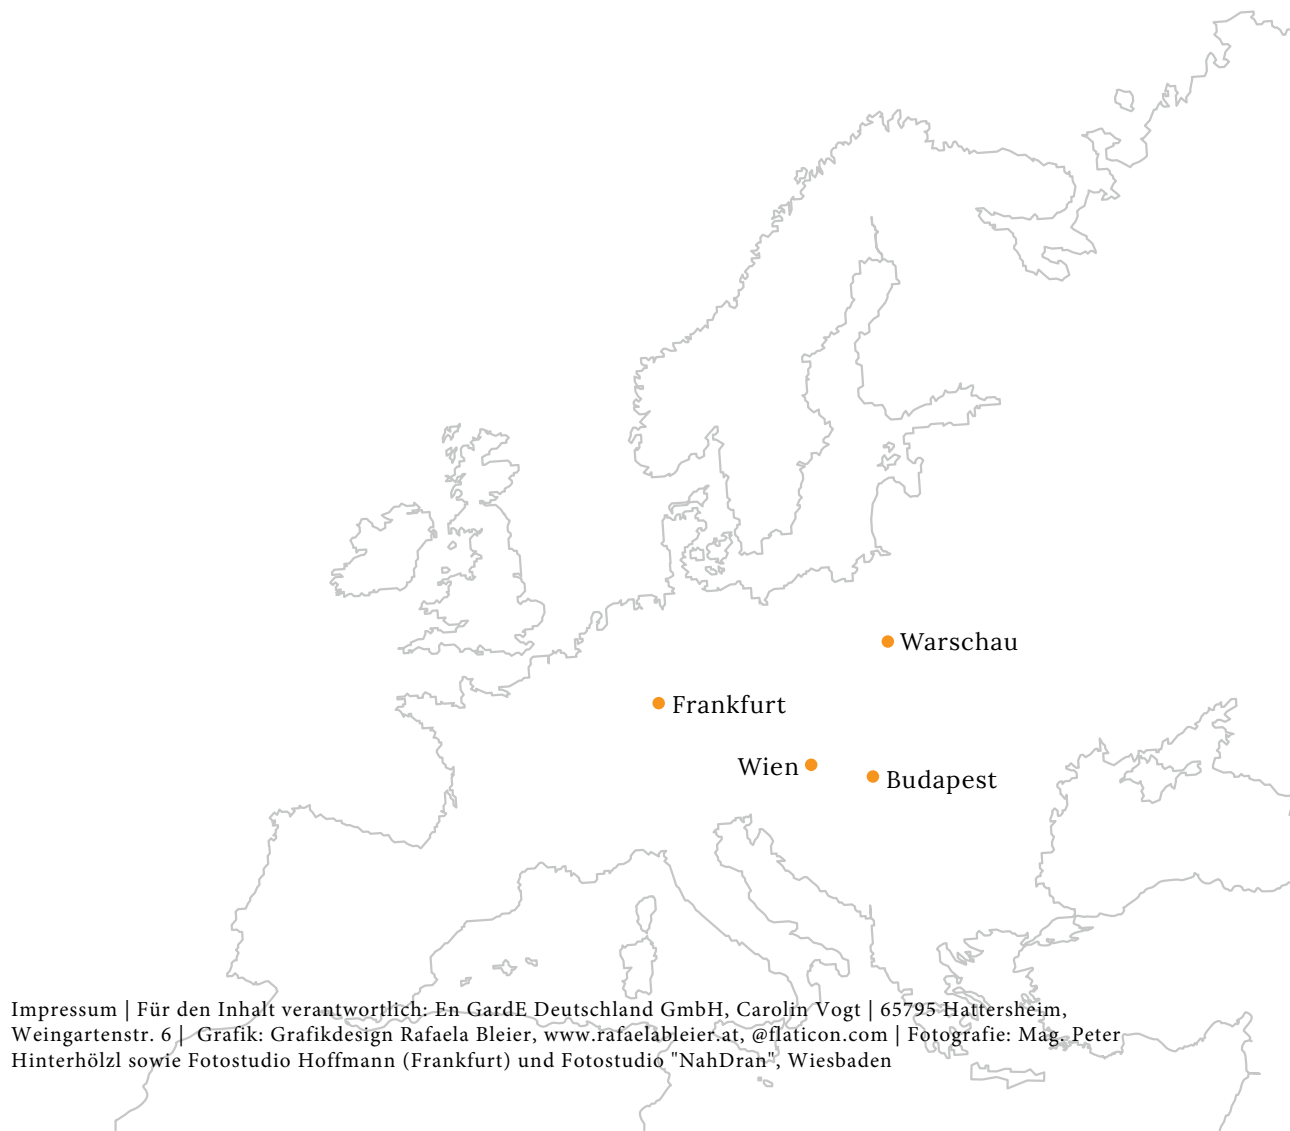 Warschau
Frankfurt
Wien
Budapest
Impressum | Für den Inhalt verantwortlich: En GardE Deutschland GmbH, Carolin Vogt | 65795 Hattersheim,
Weingartenstr. 6 | Grafik: Grafikdesign Rafaela Bleier, www.rafaelableier.at, @flaticon.com | Fotografie: Mag. Peter
Hinterhölzl sowie Fotostudio Hoffmann (Frankfurt) und Fotostudio "NahDran", Wiesbaden